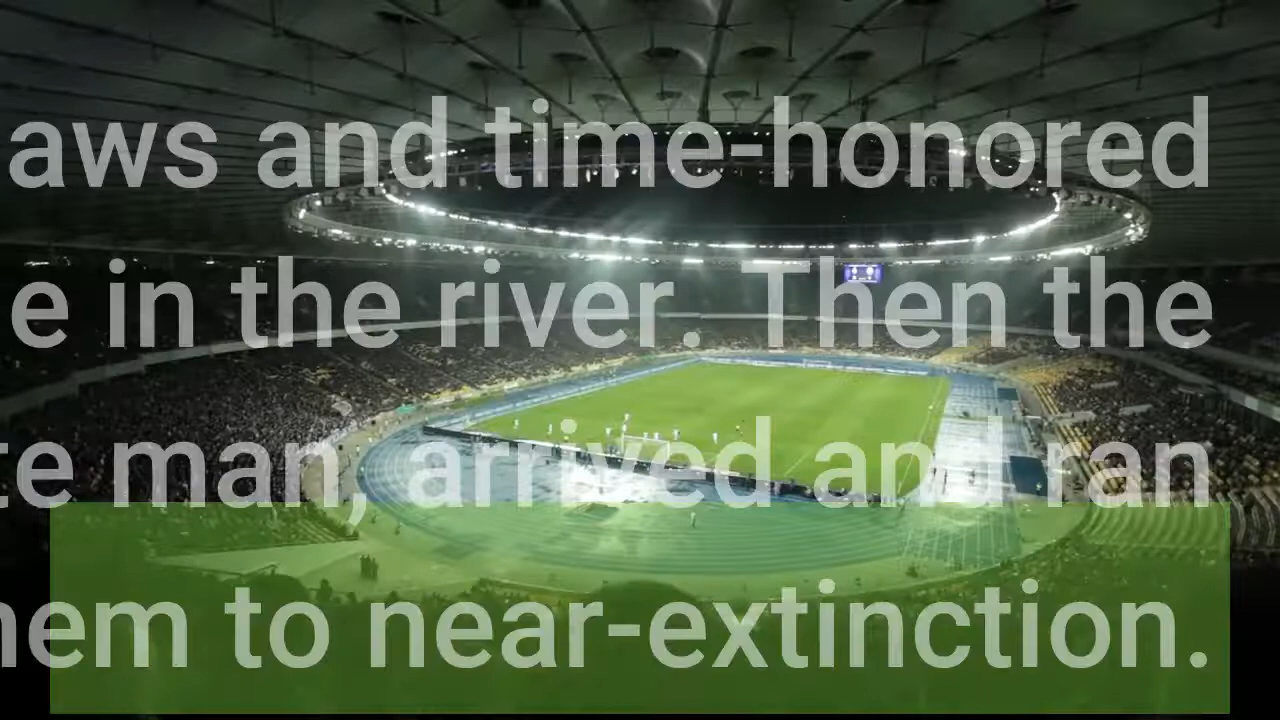 aws and time-honored
e in the river. Then the
te man, arrived and ran
hem to near-extinction.